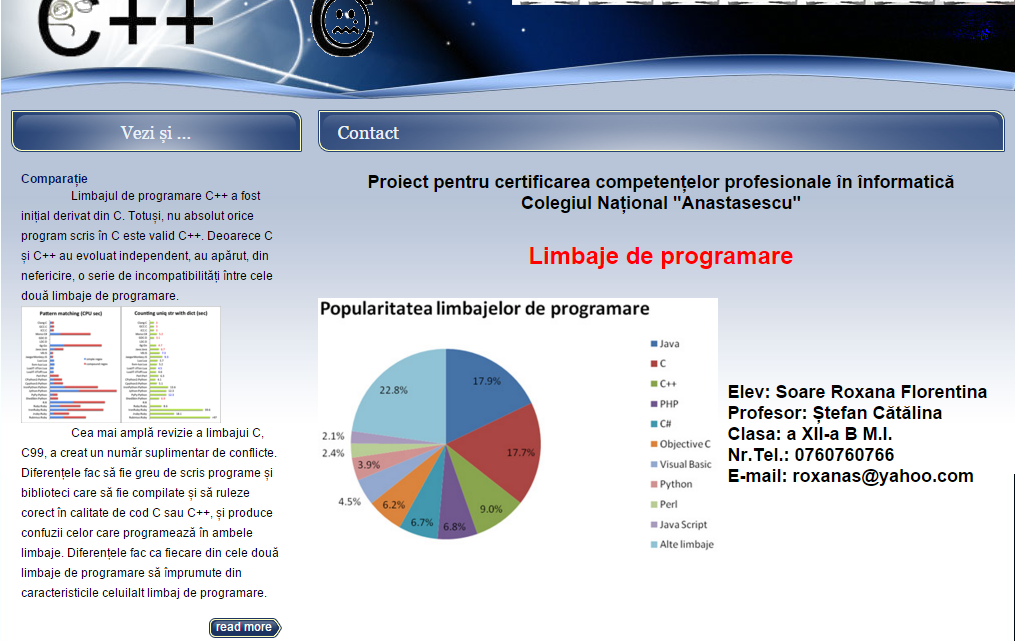 C++
C
Vezi și ...
Contact
Comparație
Limbajul de programare C++ a fost
inițial derivat din C. Totuși, nu absolut orice
program scris în C este valid C++. Deoarece C
și C++ au evoluat independent, au apărut, din
nefericire, o serie de incompatibilități între cele
două limbaje de programare.
Pattern matching (CPU sec)
Counting uniq str with dict (sec)
Cea mai amplă revizie a limbajui C,
C99, a creat un număr suplimentar de conflicte.
Diferențele fac să fie greu de scris programe și
biblioteci care să fie compilate și să ruleze
corect în calitate de cod C sau C++, și produce
confuzii celor care programează în ambele
limbaje. Diferențele fac ca fiecare din cele două
limbaje de programare să împrumute din
caracteristicile celuilalt limbaj de programare.
read more
Proiect pentru certificarea competențelor profesionale în înformatică
Colegiul Național "Anastasescu"
Limbaje de programare
Popularitatea limbajelor de programare
17.9%
17.7%
9.0%
6.8%
6.7%
6.2%
4.5%
3.9%
2.4%
2.1%
22.8%
Java
C
C++
PHP
C#
Objective C
Visual Basic
Python
Perl
Java Script
Alte limbaje
Elev: Soare Roxana Florentina
Profesor: Ștefan Cătălina
Clasa: a XII-a B M.I.
Nr.Tel.: 0760760766
E-mail: roxanas@yahoo.com